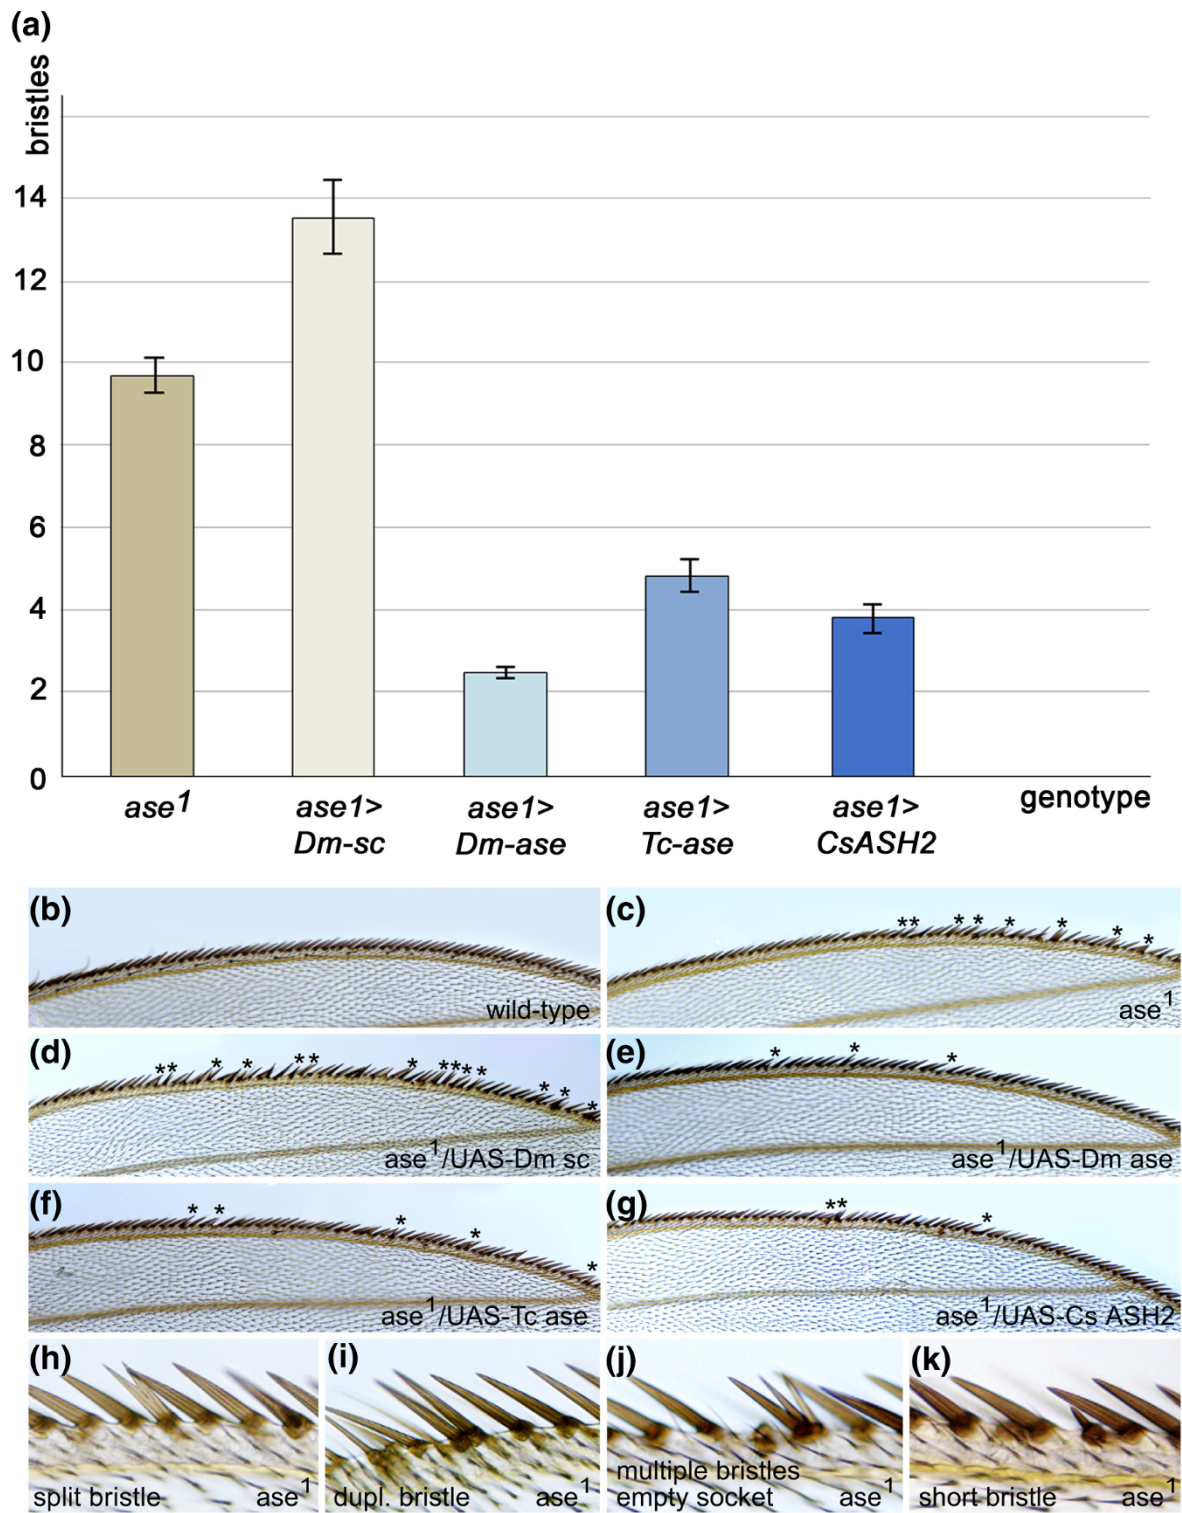 (a)
bristles
14
12
10
8
6
4
2
0
ase1
ase1>
Dm-sc
ase1>
Dm-ase
ase1>
Tc-ase
ase1>
CsASH2
genotype
(b)
wild-type
(c)
** ** * * * *
ase1
(d)
** * * ** * **** * * *
ase1/UAS-Dm sc
(e)
* * *
ase1/UAS-Dm ase
(f)
* * * * *
ase1/UAS-Tc ase
(g)
** *
ase1/UAS-Cs ASH2
(h)
split bristle ase1
(i)
dupl. bristle ase1
(j)
multiple bristles
empty socket ase1
(k)
short bristle ase1